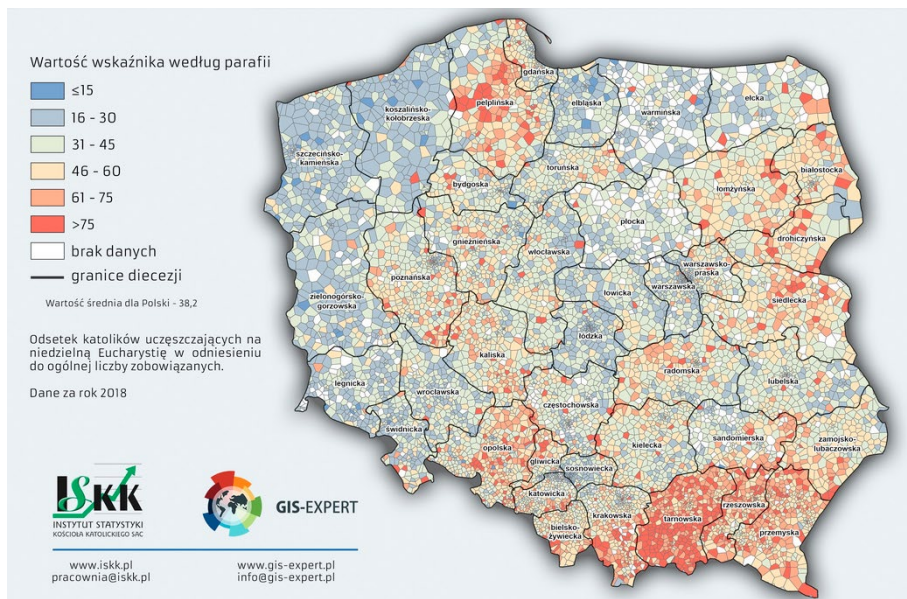 Wartość wskaźnika według parafii
≤15
16 - 30
31 - 45
46 - 60
61 - 75
>75
brak danych
granice diecezji
Wartość średnia dla Polski - 38,2
Odsetek katolików uczęszczających na
niedzielną Eucharystię w odniesieniu
do ogólnej liczby zobowiązanych.
Dane za rok 2018
ISKK
INSTYTUT STATYSTYKI
KOŚCIOŁA KATOLICKIEGO SAC
GIS-EXPERT
www.iskk.pl
pracownia@iskk.pl
www.gis-expert.pl
info@gis-expert.pl
gdańska
koszalińsko-
kołobrzeska
pelplińska
elbląska
warmińska
ełcka
szczecińsko-
kamieńska
toruńska
bydgoska
łomżyńska
białostocka
płocka
gnieźnieńska
włocławska
drohiczyńska
poznańska
warszawsko-
praska
warszawska
łowicka
siedlecka
zielonogórsko-
gorzowska
łódzka
kaliska
radomska
legnicka
wrocławska
lubelska
częstochowska
świdnicka
opolska
kielecka
sandomierska
zamojsko-
lubaczowska
gliwicka
sosnowiecka
katowicka
krakowska
tarnowska
rzeszowska
przemyska
bielsko-
żywiecka